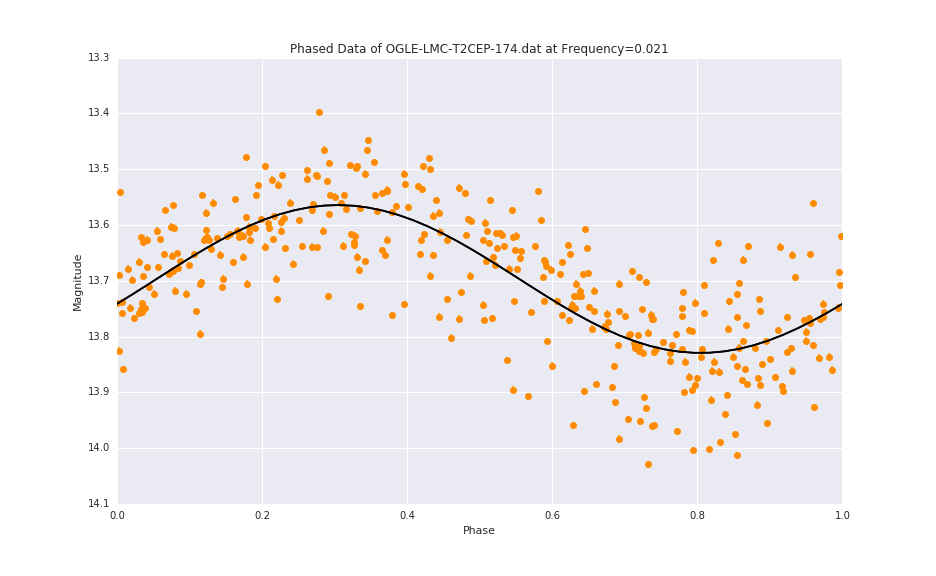 Phased Data of OGLE-LMC-T2CEP-174.dat at Frequency=0.021
13.3
13.4
13.5
13.6
13.7
13.8
13.9
14.0
14.1
Magnitude
0.0 0.2 0.4 0.6 0.8 1.0
Phase